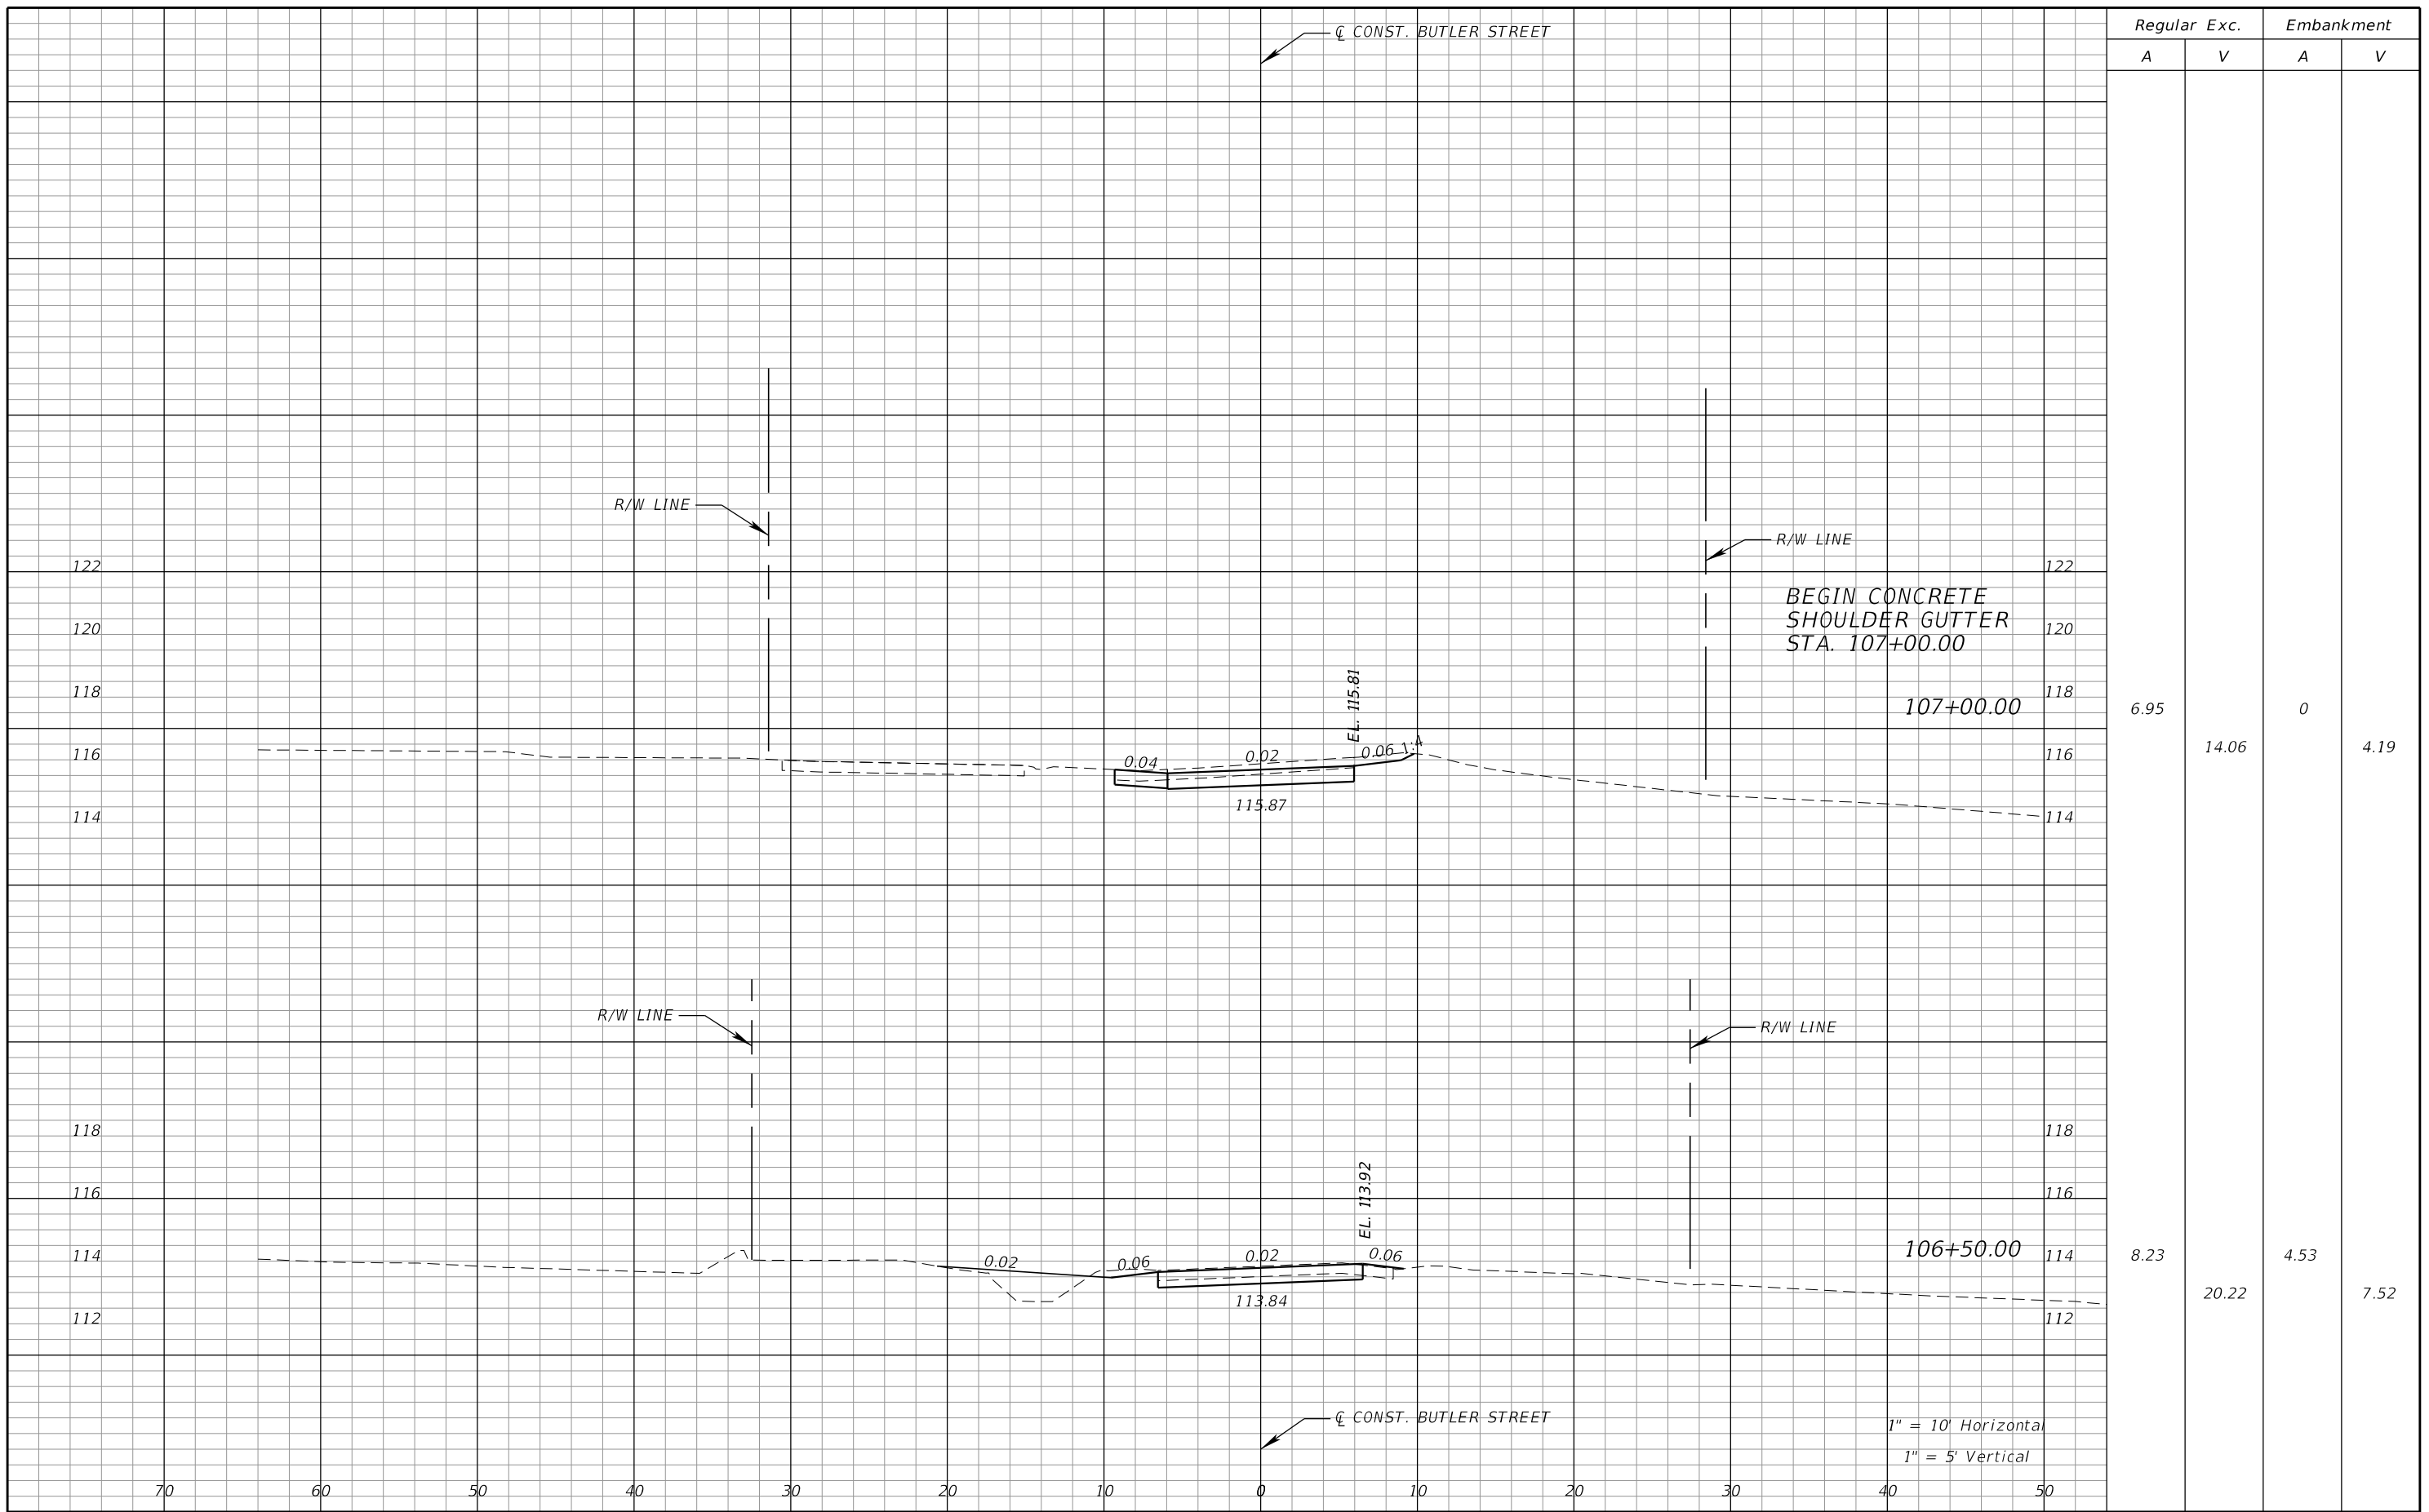 ℄ CONST. BUTLER STREET
Regular Exc. Embankment
A V A V
R/W LINE
R/W LINE
122 122
BEGIN CONCRETE
SHOULDER GUTTER
STA. 107+00.00
120 120
118 118
EL. 115.81
107+00.00 6.95 0
14.06 4.19
116 0.04 0.02 0.06 1:4 116
115.87
114 114
R/W LINE
R/W LINE
118 118
116 116
EL. 113.92
106+50.00
114 0.02 0.06 0.02 0.06 114 8.23 4.53
113.84
20.22 7.52
112 112
℄ CONST. BUTLER STREET
1" = 10' Horizontal
1" = 5' Vertical
70 60 50 40 30 20 10 0 10 20 30 40 50